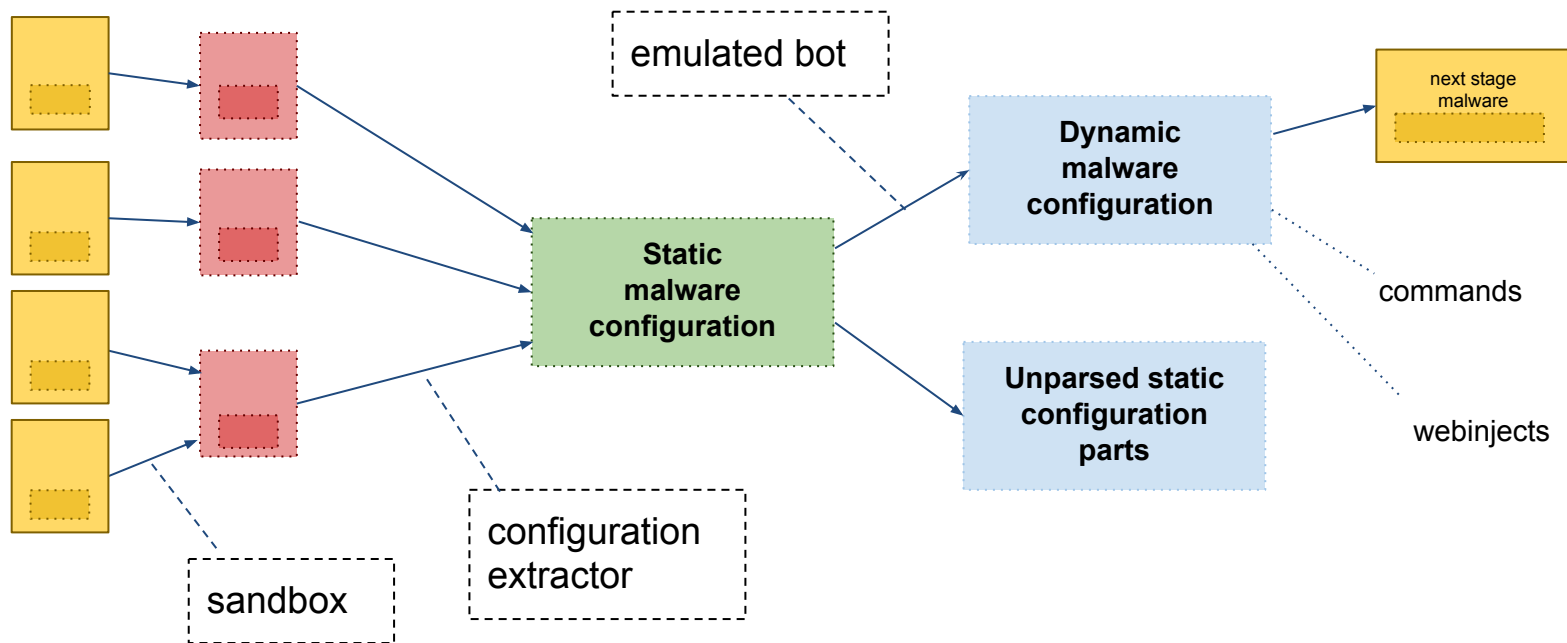 emulated bot
next stage
malware
Dynamic
malware
configuration
Static
malware
configuration
commands
Unparsed static
configuration
parts
webinjects
configuration
extractor
sandbox